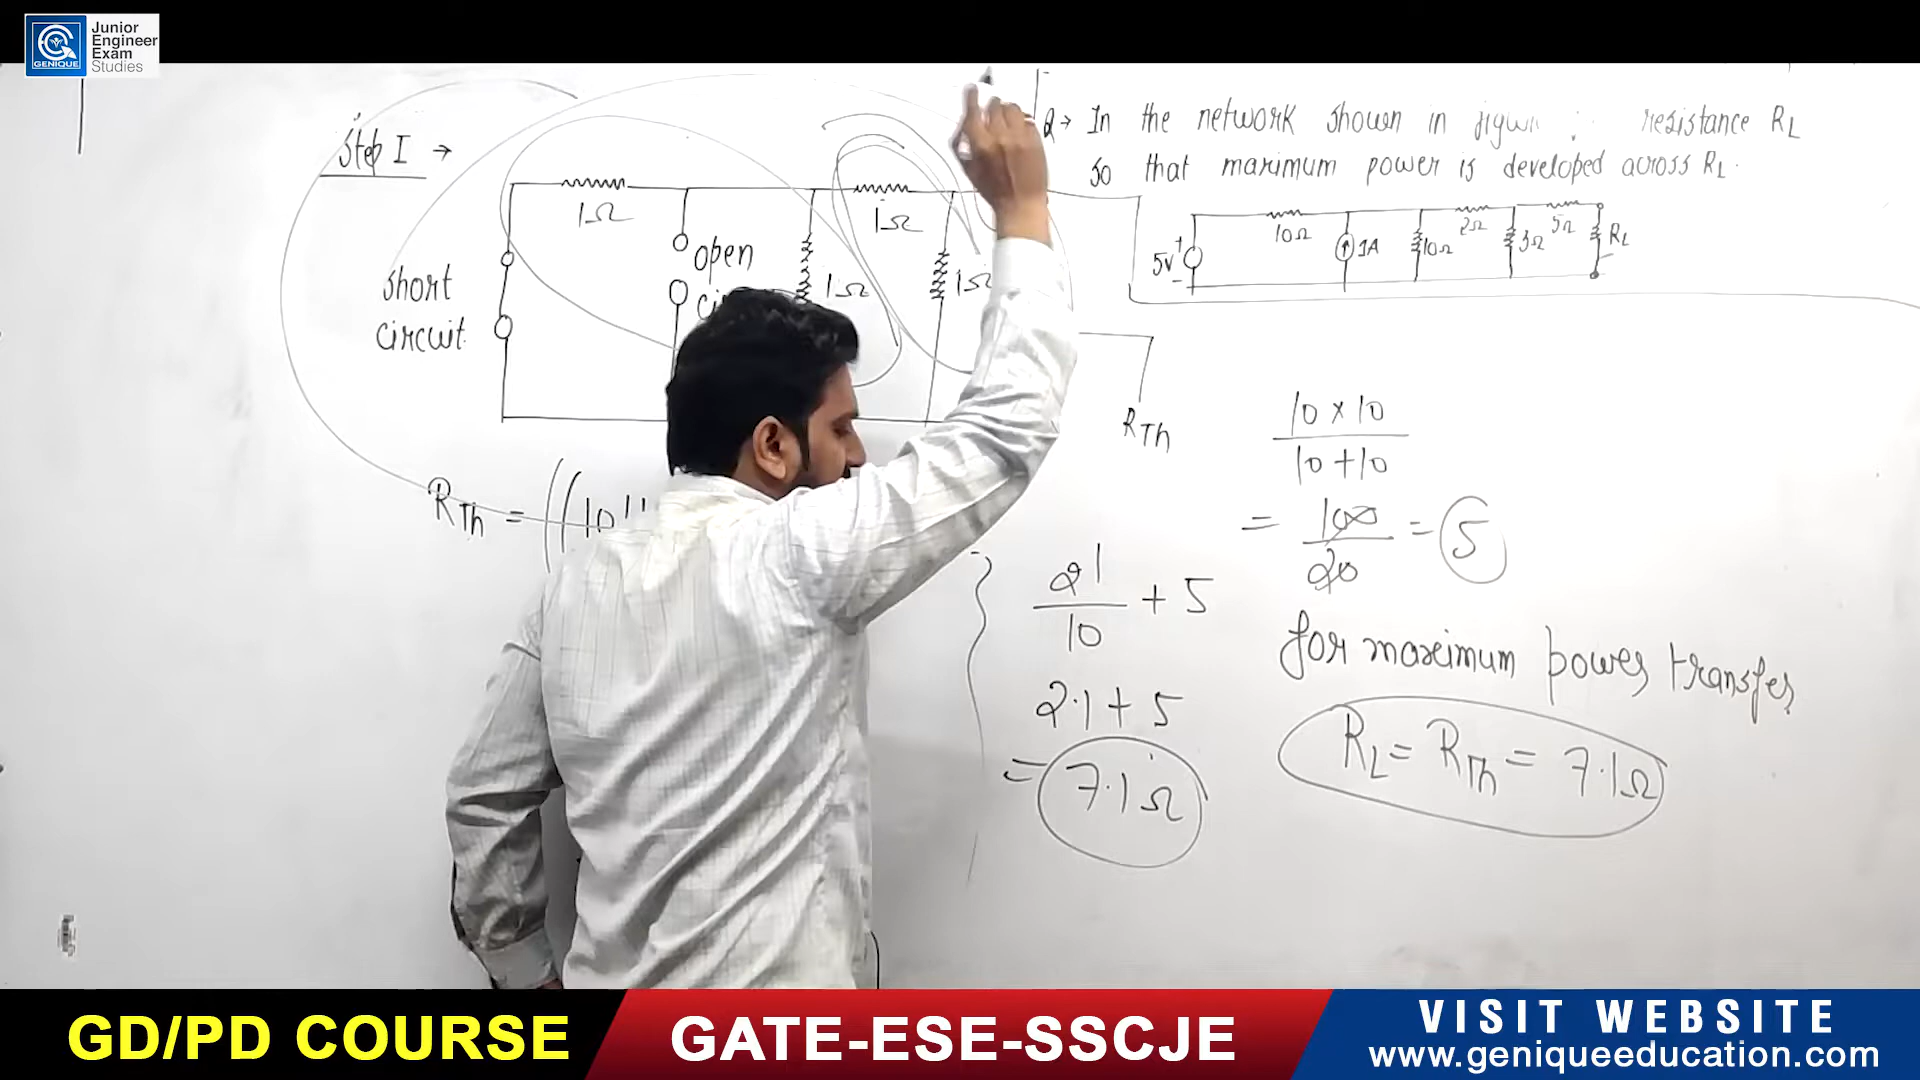 Junior
Engineer
Exam
Studies
GENIQUE
Step I →
1Ω
1Ω
open
short
circuit
1Ω
1Ω
RTh
RTh = ((10 ||
Q → In the network shown in resistance RL
so that maximum power is developed across RL.
5V
+
-
10Ω
1A
10Ω
2Ω
3Ω
5Ω
RL
10 × 10
10 + 10
= 100
20
= 5
21
10
+ 5
2.1 + 5
= 7.1Ω
for maximum power transfer
RL = RTh = 7.1Ω
GD/PD COURSE
GATE-ESE-SSCJE
VISIT WEBSITE
www.geniqueeducation.com